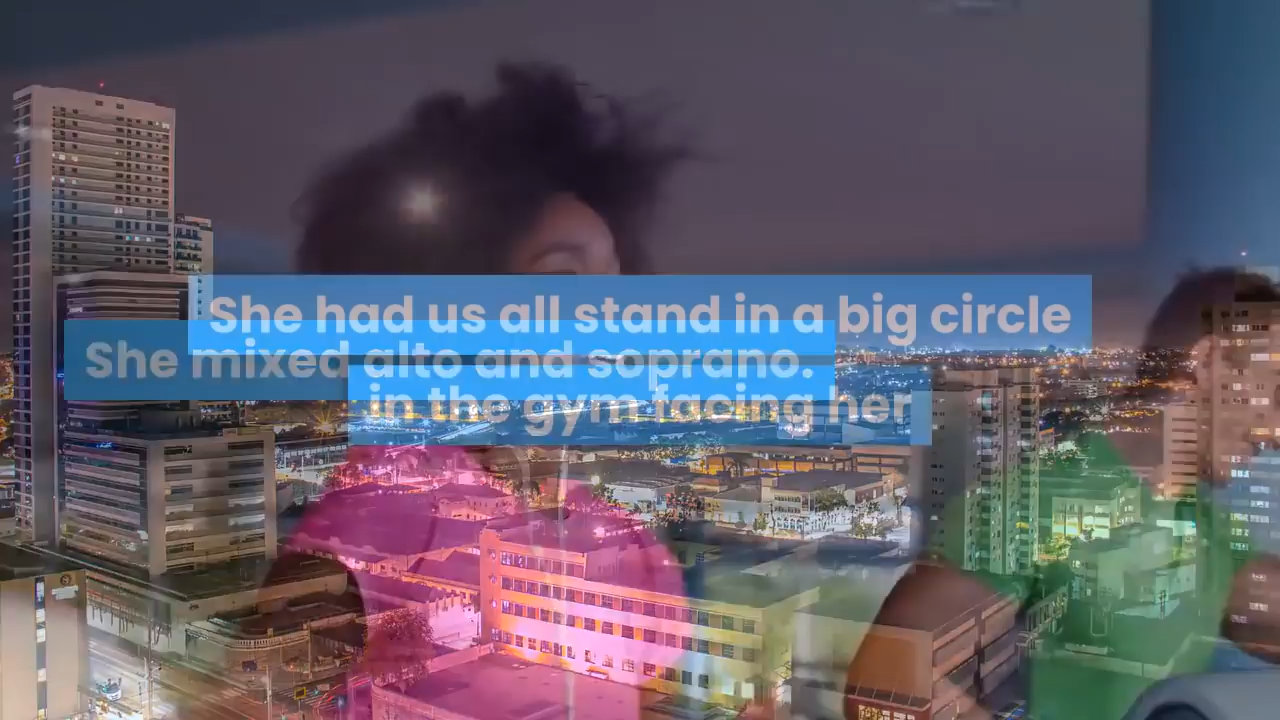 She had us all stand in a big circle
She mixed alto and soprano.
in the gym facing her